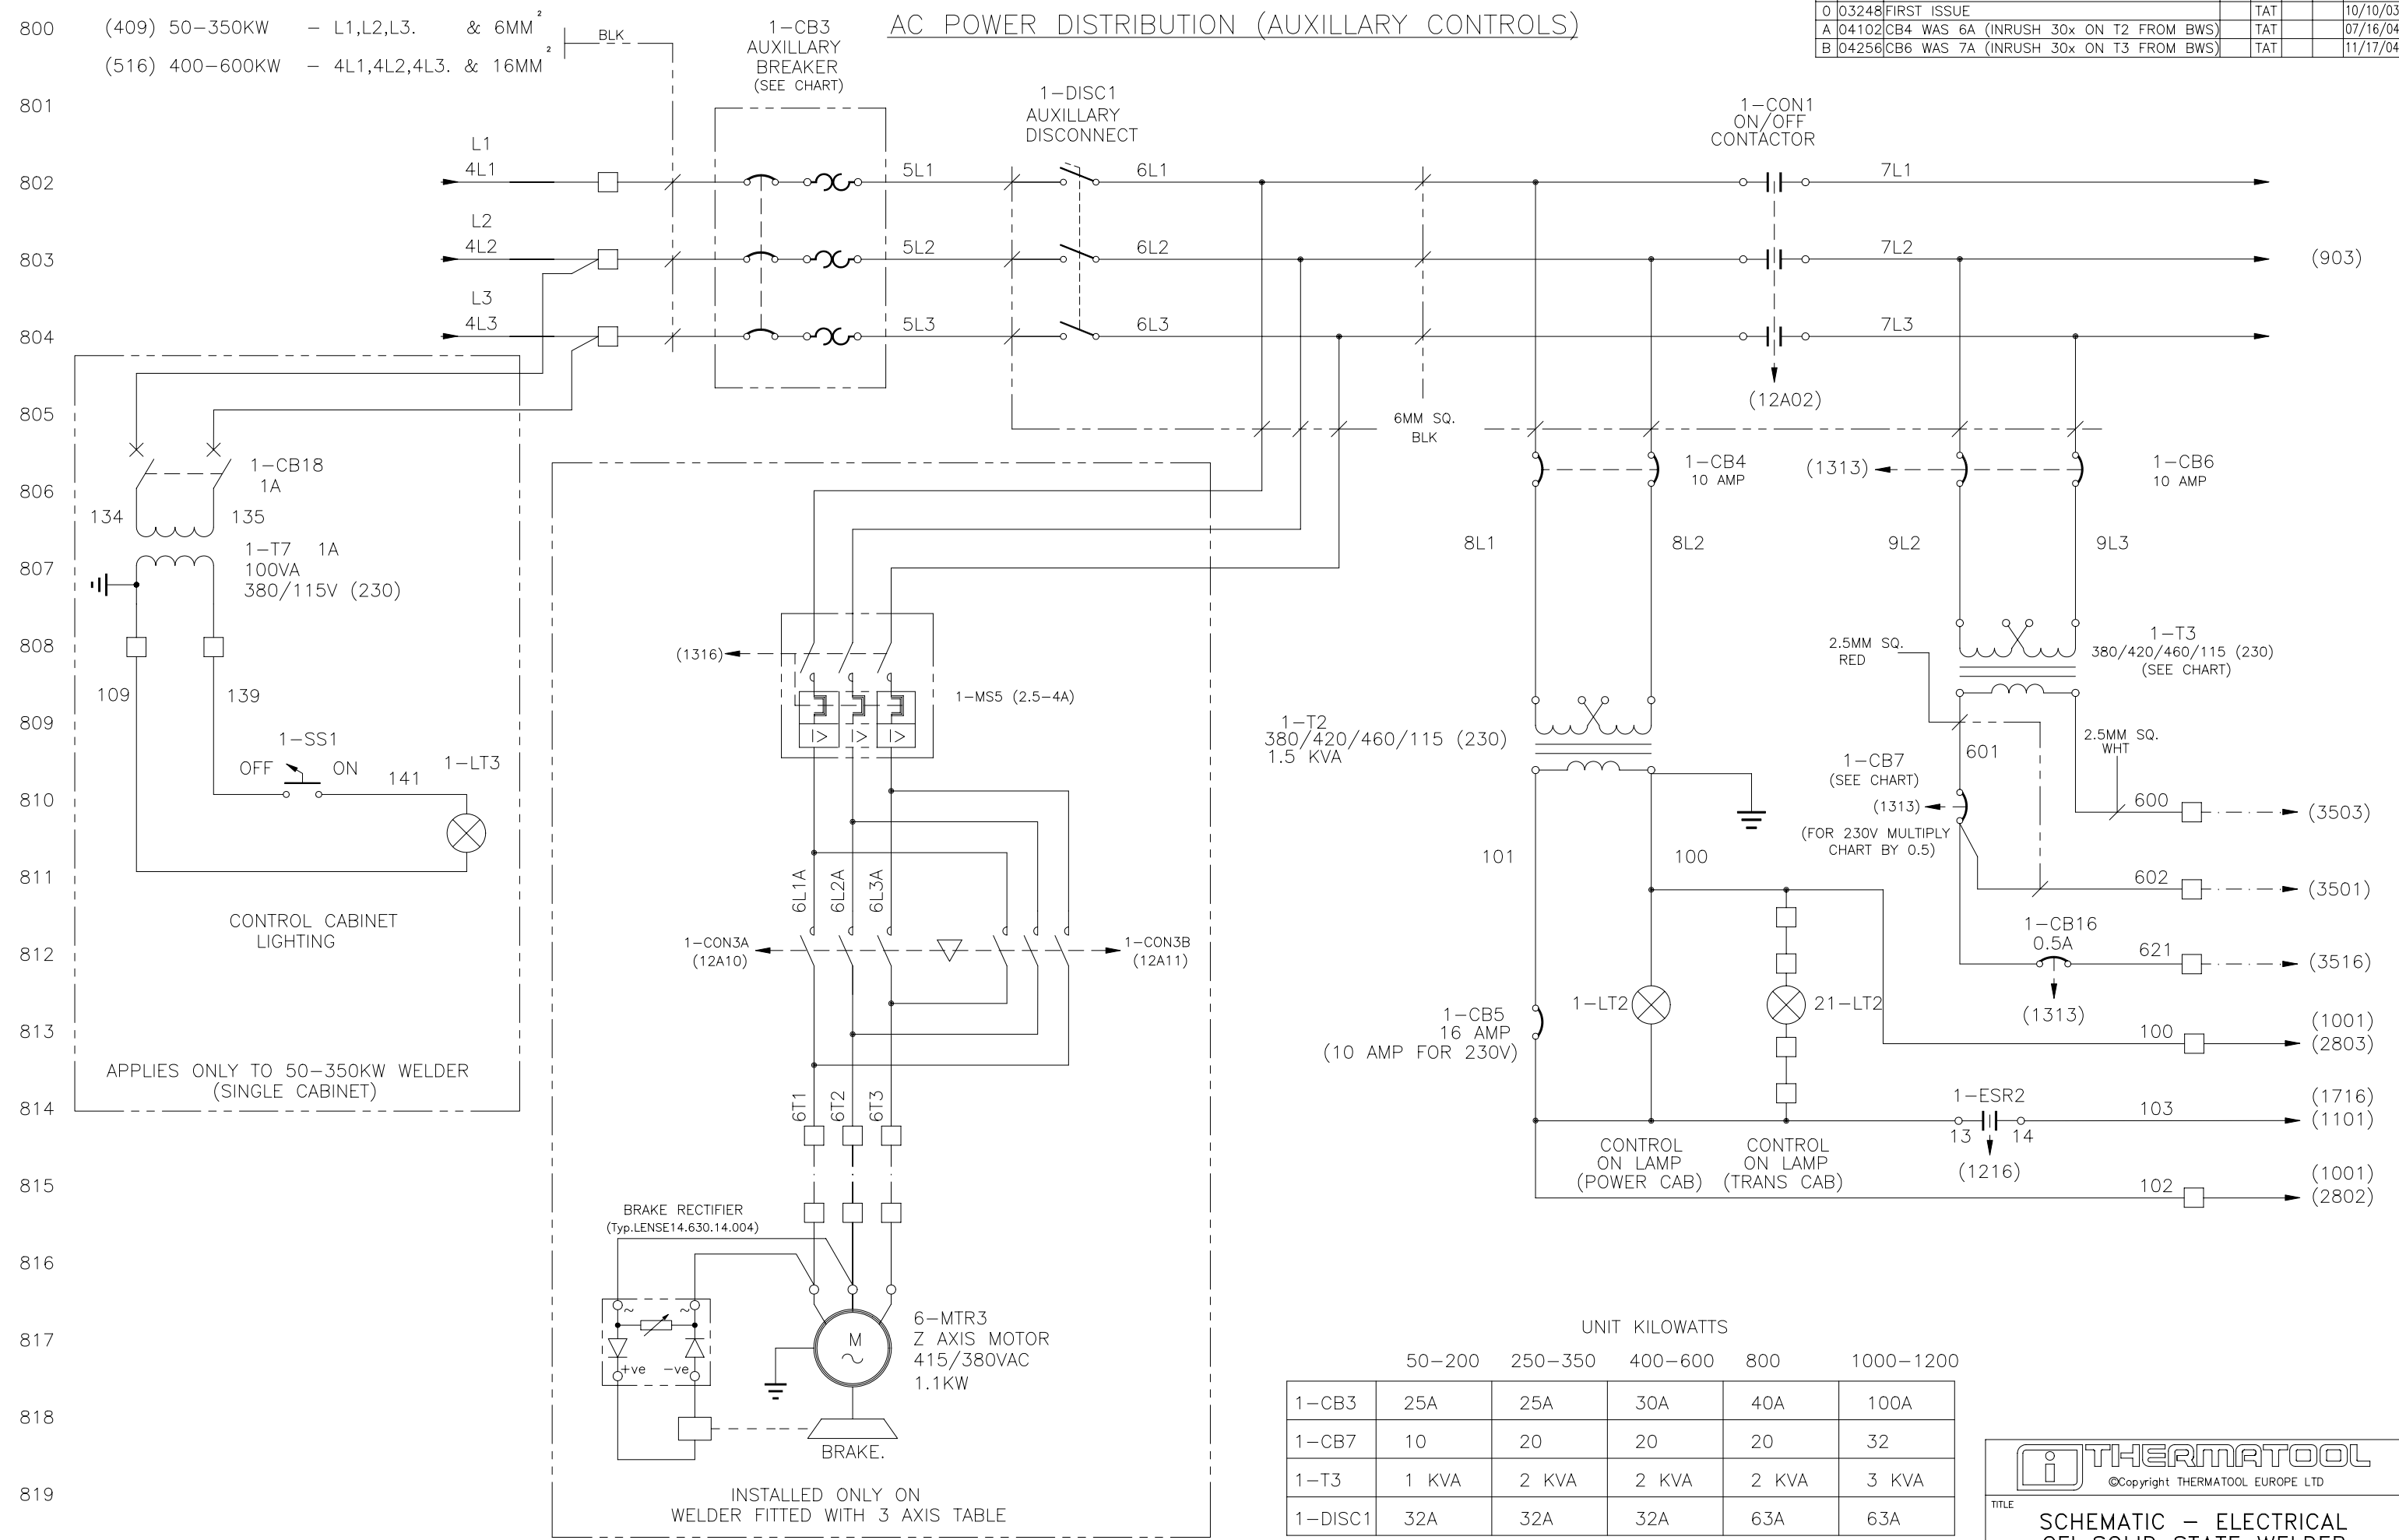 AC POWER DISTRIBUTION (AUXILLARY CONTROLS)
0 03248 FIRST ISSUE TAT 10/10/03
A 04102 CB4 WAS 6A (INRUSH 30x ON T2 FROM BWS) TAT 07/16/04
B 04256 CB6 WAS 7A (INRUSH 30x ON T3 FROM BWS) TAT 11/17/04
800
801
802
803
804
805
806
807
808
809
810
811
812
813
814
815
816
817
818
819
(409) 50-350KW - L1,L2,L3. & 6MM²
(516) 400-600KW - 4L1,4L2,4L3. & 16MM²
BLK
1-CB3
AUXILLARY
BREAKER
(SEE CHART)
1-DISC1
AUXILLARY
DISCONNECT
1-CON1
ON/OFF
CONTACTOR
L1
4L1
5L1
6L1
7L1
L2
4L2
5L2
6L2
7L2
(903)
L3
4L3
5L3
6L3
7L3
(12A02)
6MM SQ.
BLK
1-CB18
1A
134
135
1-T7 1A
100VA
380/115V (230)
109
139
1-SS1
OFF
ON
141
1-LT3
CONTROL CABINET
LIGHTING
APPLIES ONLY TO 50-350KW WELDER
(SINGLE CABINET)
(1316)
1-MS5 (2.5-4A)
I>
I>
I>
6L1A
6L2A
6L3A
1-CON3A
(12A10)
1-CON3B
(12A11)
6T1
6T2
6T3
BRAKE RECTIFIER
(Typ.LENSE14.630.14.004)
~
~
+ve
-ve
M
~
6-MTR3
Z AXIS MOTOR
415/380VAC
1.1KW
BRAKE.
INSTALLED ONLY ON
WELDER FITTED WITH 3 AXIS TABLE
1-CB4
10 AMP
(1313)
1-CB6
10 AMP
8L1
8L2
9L2
9L3
1-T2
380/420/460/115 (230)
1.5 KVA
1-T3
380/420/460/115 (230)
(SEE CHART)
2.5MM SQ.
RED
2.5MM SQ.
WHT
601
1-CB7
(SEE CHART)
(1313)
(FOR 230V MULTIPLY
CHART BY 0.5)
600
(3503)
602
(3501)
1-CB16
0.5A
621
(3516)
(1313)
101
100
1-CB5
16 AMP
(10 AMP FOR 230V)
1-LT2
21-LT2
100
(1001)
(2803)
1-ESR2
13
14
(1216)
103
(1716)
(1101)
CONTROL
ON LAMP
(POWER CAB)
CONTROL
ON LAMP
(TRANS CAB)
102
(1001)
(2802)
UNIT KILOWATTS
50-200 250-350 400-600 800 1000-1200
1-CB3 25A 25A 30A 40A 100A
1-CB7 10 20 20 20 32
1-T3 1 KVA 2 KVA 2 KVA 2 KVA 3 KVA
1-DISC1 32A 32A 32A 63A 63A
THERMATOOL
©Copyright THERMATOOL EUROPE LTD
TITLE
SCHEMATIC - ELECTRICAL
SOLID STATE WELDER